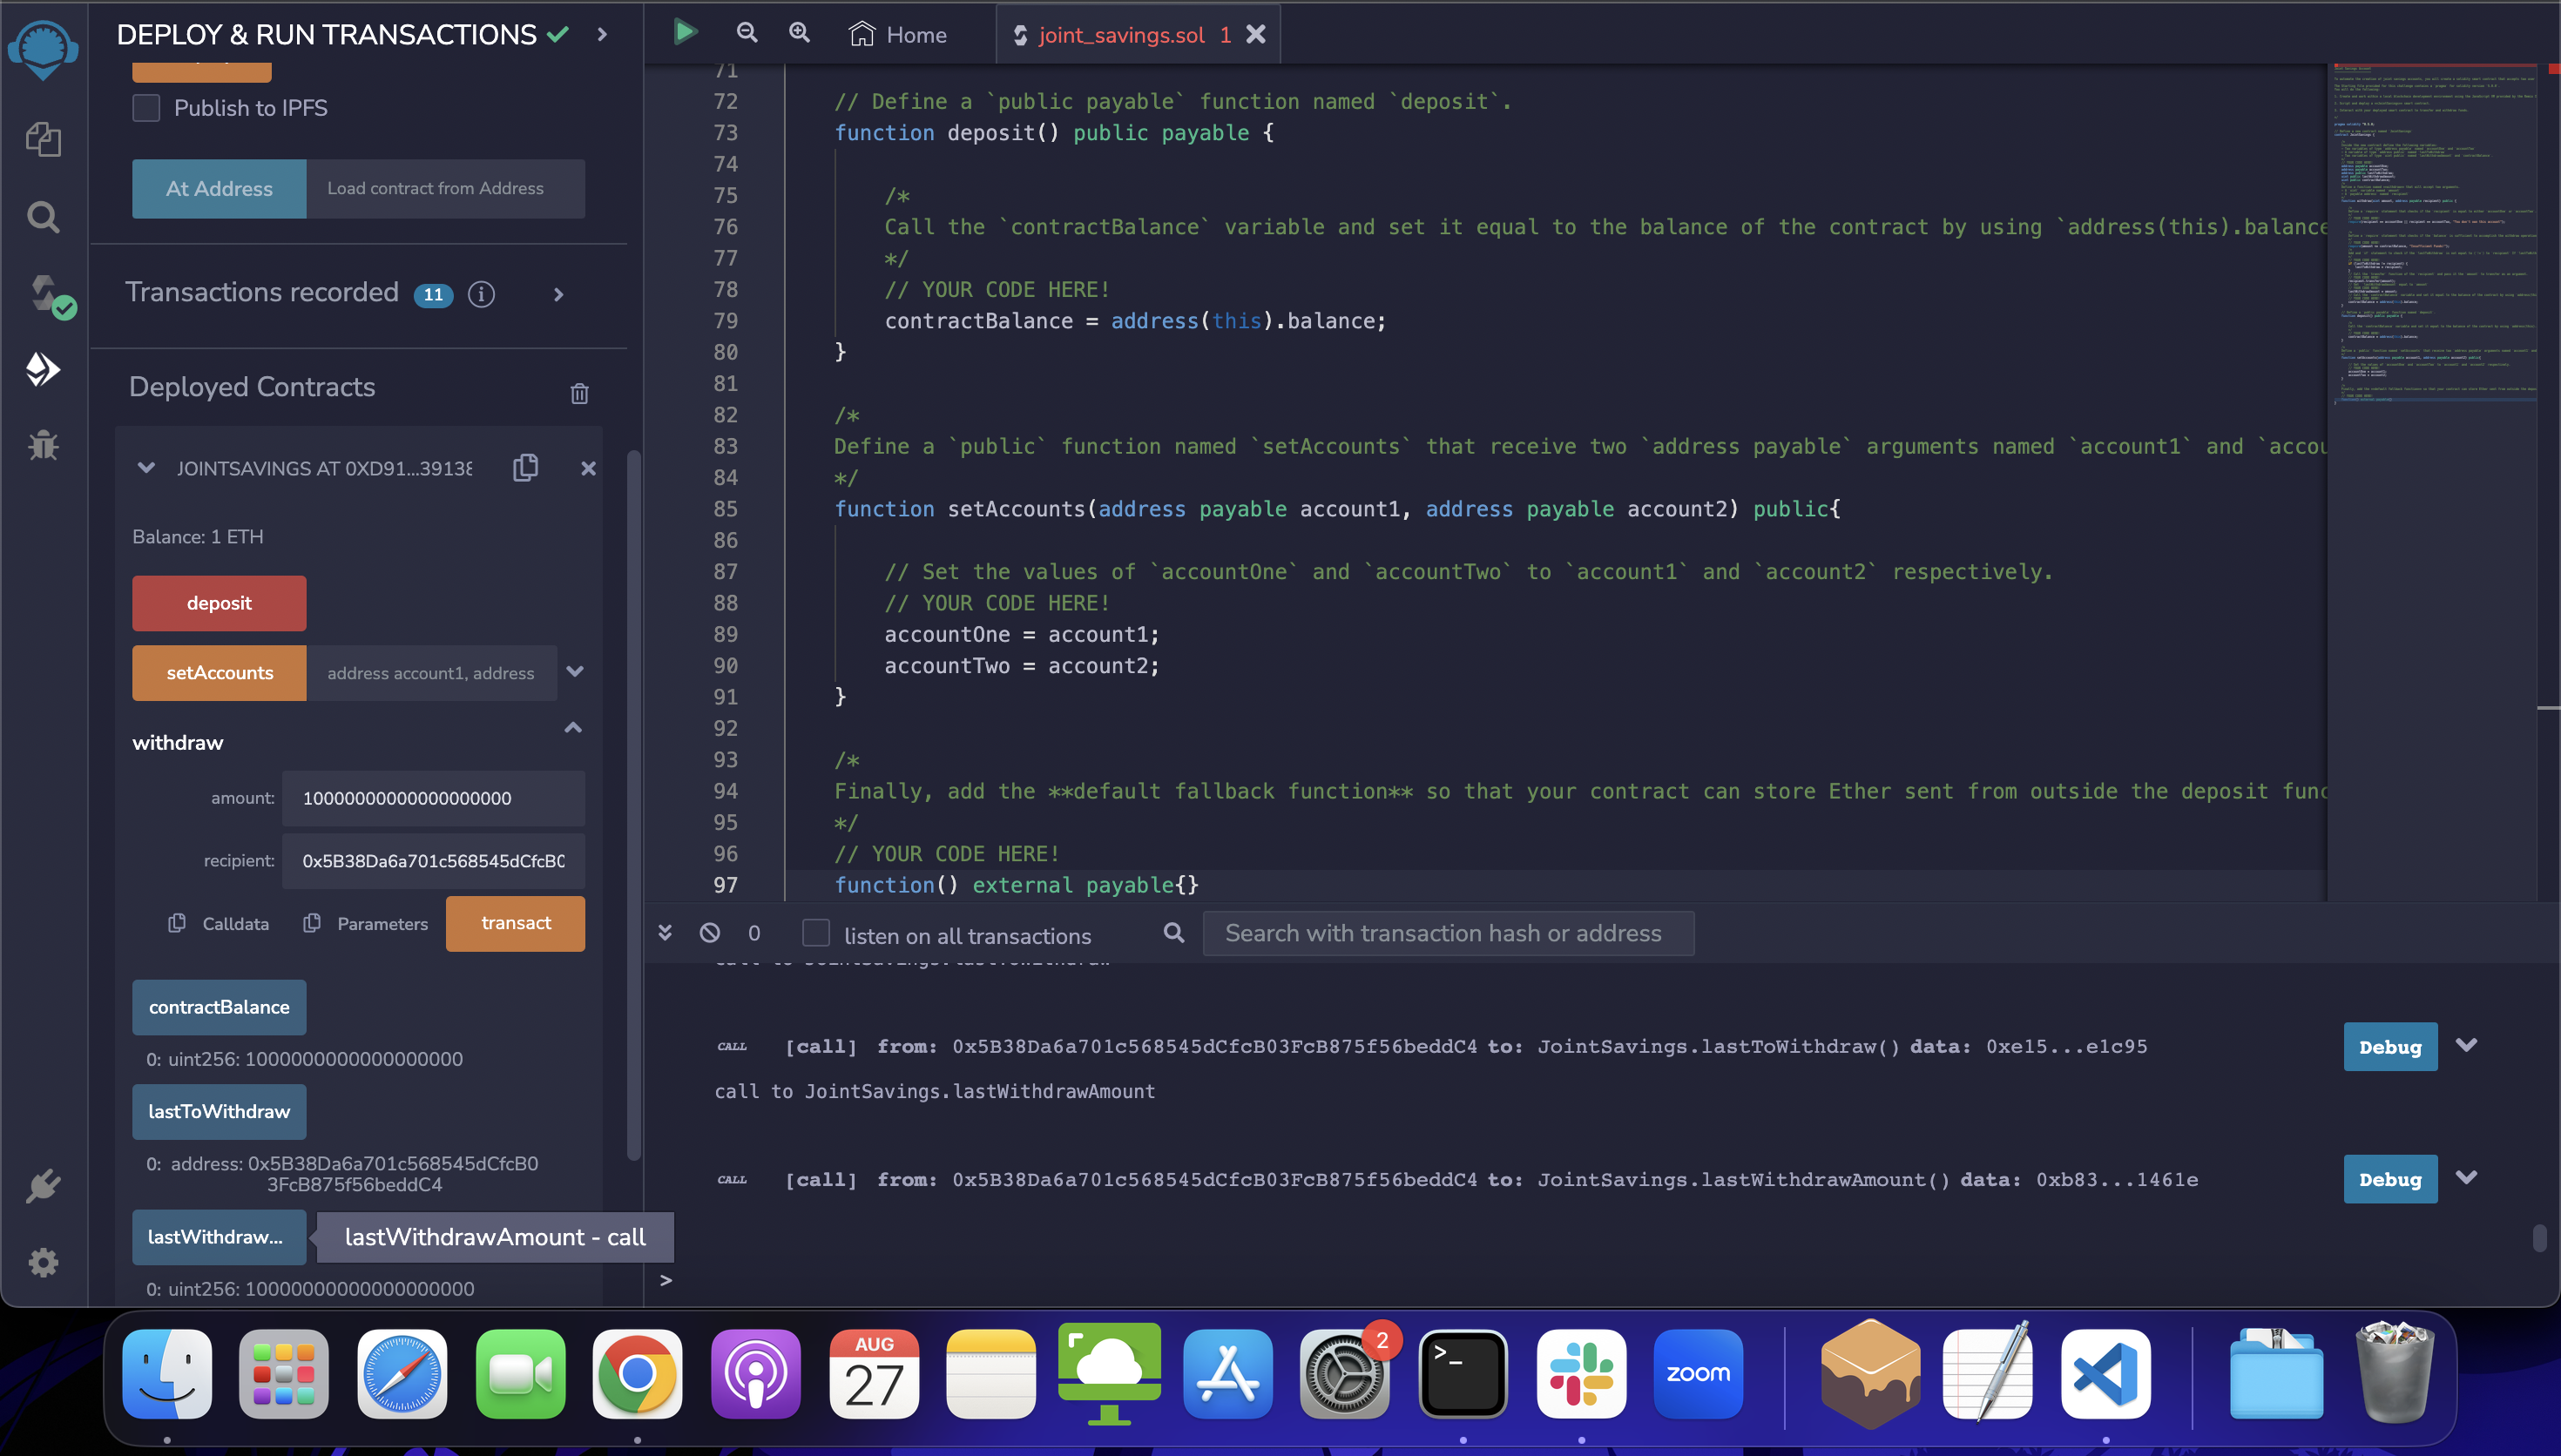 DEPLOY & RUN TRANSACTIONS
Publish to IPFS
At Address
Load contract from Address
Transactions recorded 11 i
Deployed Contracts
JOINTSAVINGS AT 0XD91...39138
Balance: 1 ETH
deposit
setAccounts
address account1, address
withdraw
amount:
10000000000000000000
recipient:
0x5B38Da6a701c568545dCfcB0
Calldata
Parameters
transact
contractBalance
0: uint256: 1000000000000000000
lastToWithdraw
0: address: 0x5B38Da6a701c568545dCfcB0
3FcB875f56beddC4
lastWithdraw...
lastWithdrawAmount - call
0: uint256: 10000000000000000000
Home
joint_savings.sol 1
71
72 // Define a `public payable` function named `deposit`.
73 function deposit() public payable {
74
75 /*
76 Call the `contractBalance` variable and set it equal to the balance of the contract by using `address(this).balance
77 */
78 // YOUR CODE HERE!
79 contractBalance = address(this).balance;
80 }
81
82 /*
83 Define a `public` function named `setAccounts` that receive two `address payable` arguments named `account1` and `accou
84 */
85 function setAccounts(address payable account1, address payable account2) public{
86
87 // Set the values of `accountOne` and `accountTwo` to `account1` and `account2` respectively.
88 // YOUR CODE HERE!
89 accountOne = account1;
90 accountTwo = account2;
91 }
92
93 /*
94 Finally, add the **default fallback function** so that your contract can store Ether sent from outside the deposit func
95 */
96 // YOUR CODE HERE!
97 function() external payable{}
0
listen on all transactions
Search with transaction hash or address
call to JointSavings.lastToWithdraw
CALL [call] from: 0x5B38Da6a701c568545dCfcB03FcB875f56beddC4 to: JointSavings.lastToWithdraw() data: 0xe15...e1c95
Debug
call to JointSavings.lastWithdrawAmount
CALL [call] from: 0x5B38Da6a701c568545dCfcB03FcB875f56beddC4 to: JointSavings.lastWithdrawAmount() data: 0xb83...1461e
Debug
>
AUG
27
2
>_
zoom